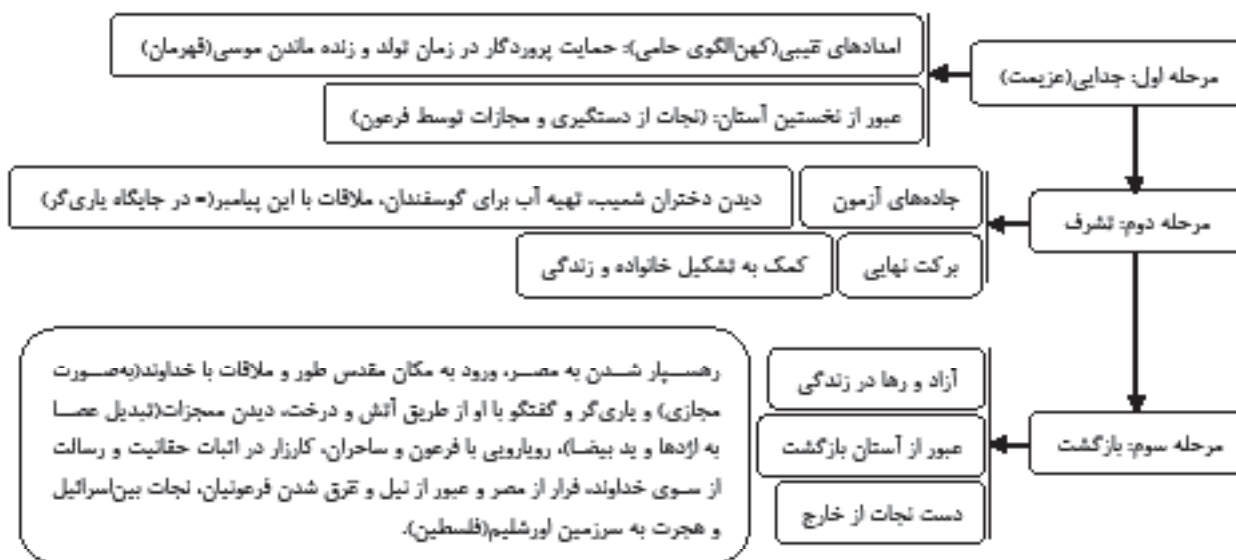 مرحله اول: جدایی(عزیمت)
امدادهای غیبی(کهن‌الگوی حامی): حمایت پروردگار در زمان تولد و زنده ماندن موسی(قهرمان)
عبور از نخستین آستان: (نجات از دستگیری و مجازات توسط فرعون)
مرحله دوم: تشرف
جاده‌های آزمون
دیدن دختران شعیب، تهیه آب برای گوسفندان، ملاقات با این پیامبر(= در جایگاه یاری‌گر)
برکت نهایی
کمک به تشکیل خانواده و زندگی
مرحله سوم: بازگشت
آزاد و رها در زندگی
عبور از آستان بازگشت
دست نجات از خارج
رهسپار شدن به مصر، ورود به مکان مقدس طور و ملاقات با خداوند(به‌صورت
مجازی) و یاری‌گر و گفتگو با او از طریق آتش و درخت، دیدن معجزات(تبدیل عصا
به اژدها و ید بیضا)، رویارویی با فرعون و ساحران، کارزار در اثبات حقانیت و رسالت
از سوی خداوند، فرار از مصر و عبور از نیل و غرق شدن فرعونیان، نجات بنی‌اسرائیل
و هجرت به سرزمین اورشلیم(فلسطین).